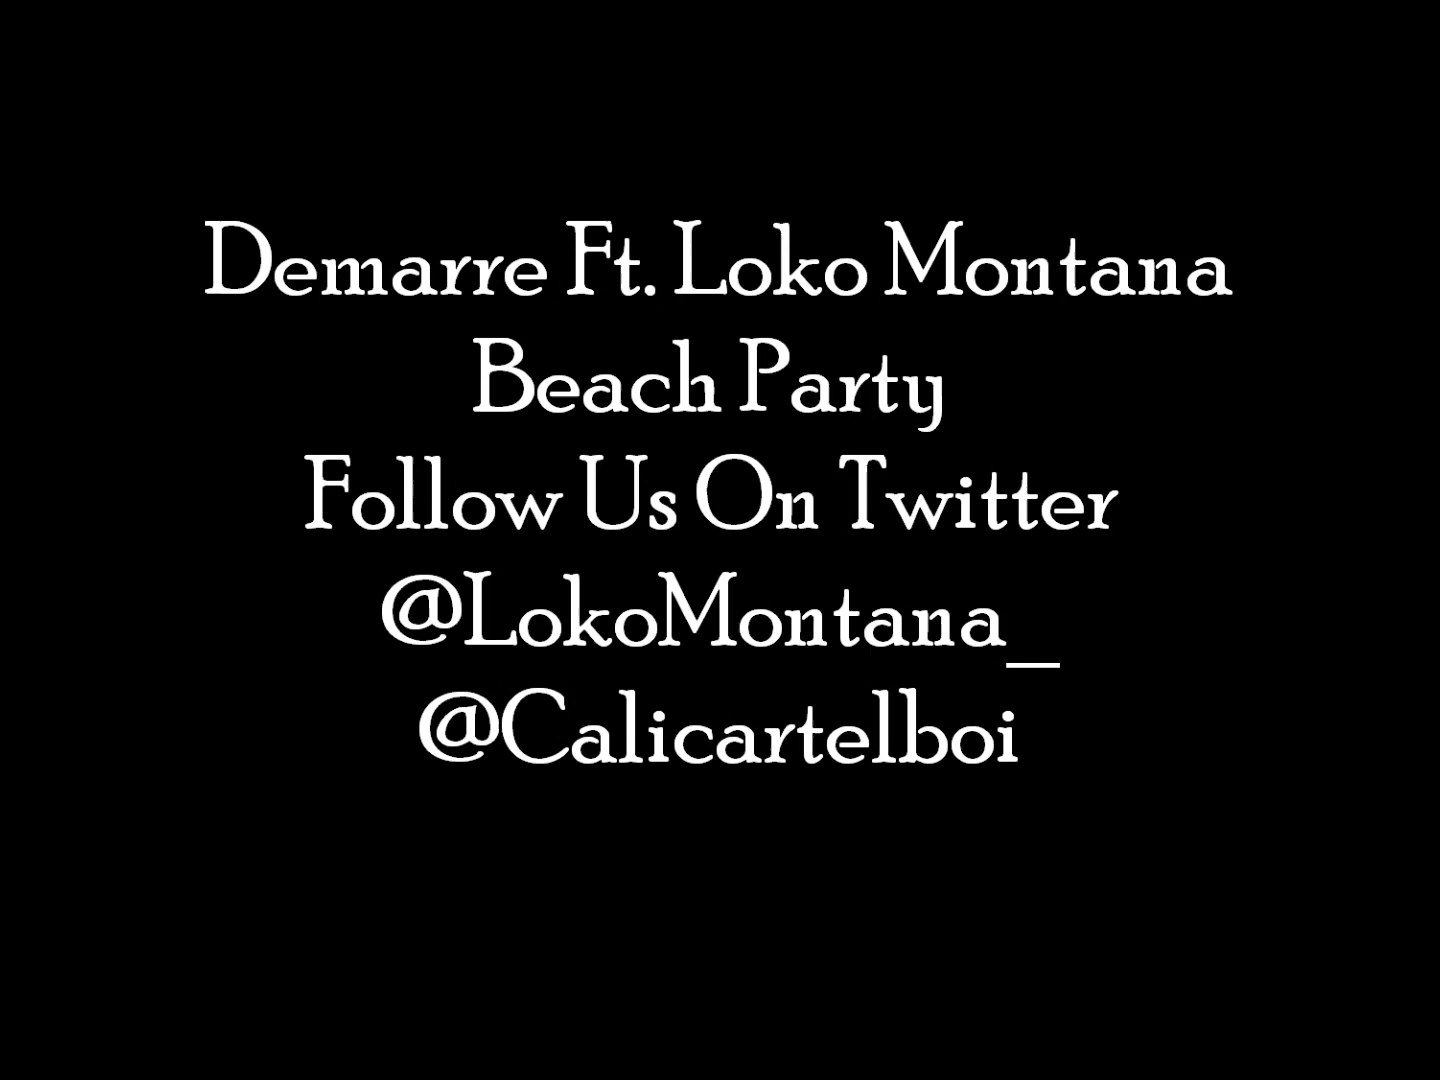 Demarre Ft. Loko Montana
Beach Party
Follow Us On Twitter
@LokoMontana_
@Calicartelboi